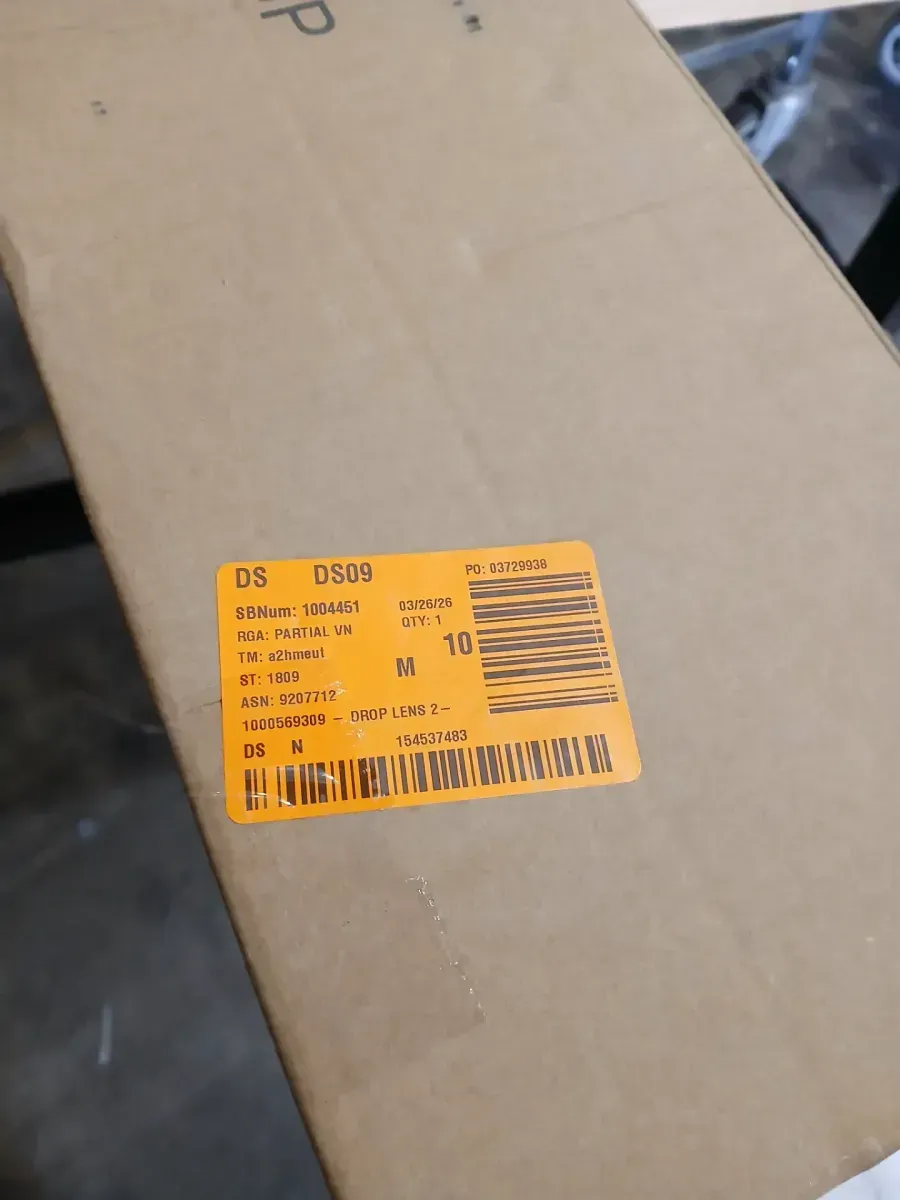 DS DS09
PO: 03729938
SBNum: 1004451
03/26/26
RGA: PARTIAL VN
QTY: 1
TM: a2hmeut
M
10
ST: 1809
ASN: 9207712
1000569309 - DROP LENS 2-
DS N
154537483